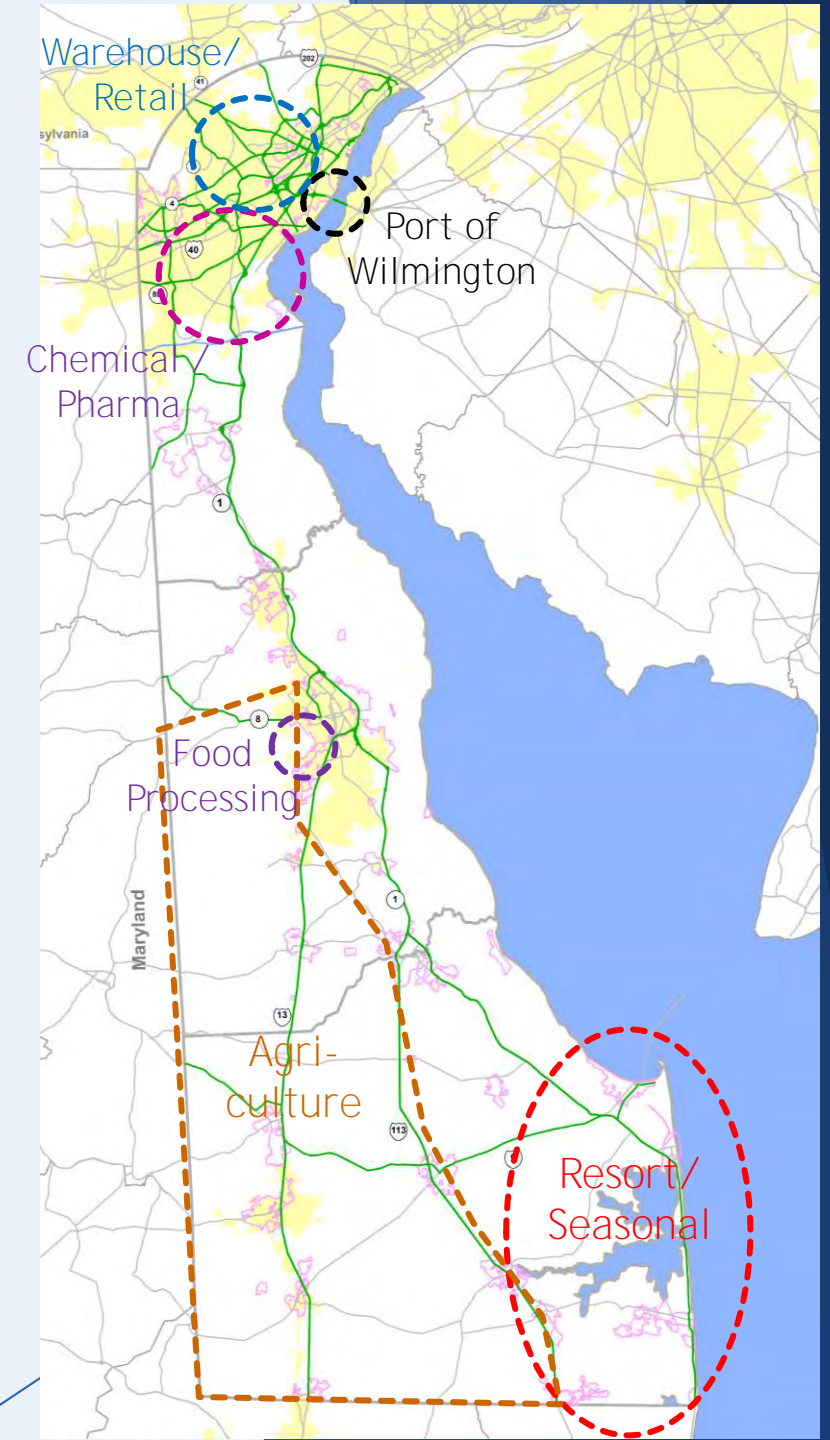 Warehouse/
Retail
202
41
sylvania
4
Port of
Wilmington
40
Chemical /
Pharma
1
8
Food
Processing
1
Maryland
13
Agri-
culture
113
Resort/
Seasonal